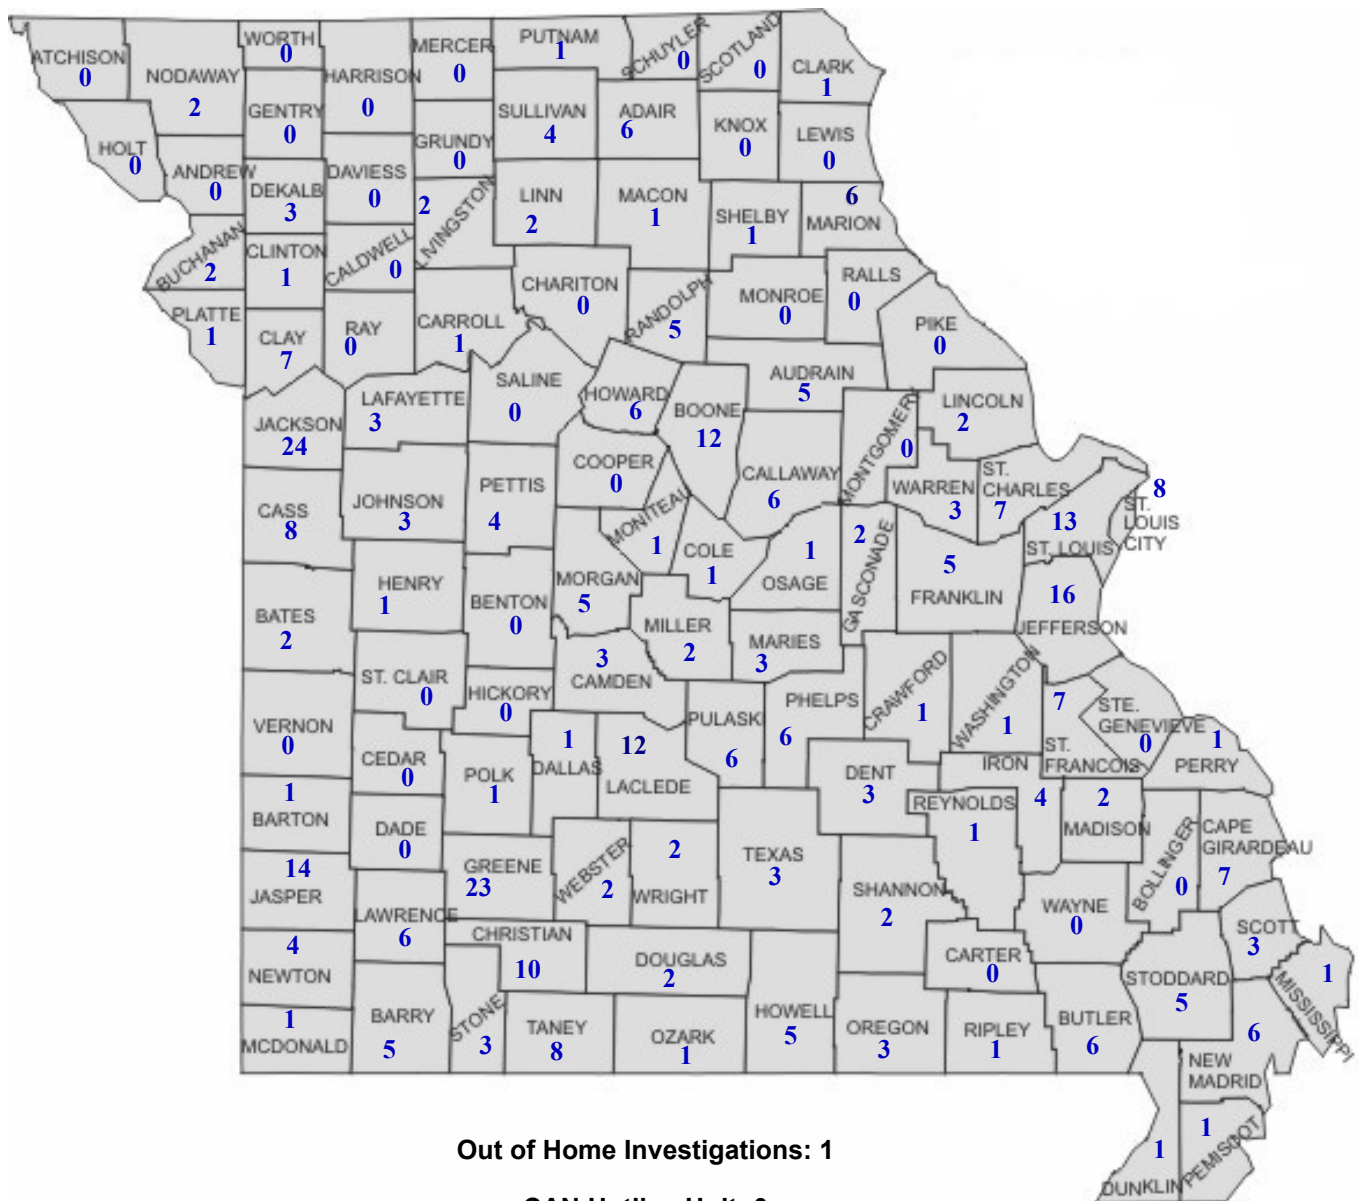 ATCHISON
0
NODAWAY
2
WORTH
0
HARRISON
0
MERCER
0
PUTNAM
1
SCHUYLER
0
SCOTLAND
0
CLARK
1
HOLT
0
ANDREW
0
GENTRY
0
DEKALB
3
DAVIESS
0
GRUNDY
0
SULLIVAN
4
ADAIR
6
KNOX
0
LEWIS
0
BUCHANAN
2
CLINTON
1
CALDWELL
0
LIVINGSTON
2
LINN
2
MACON
1
SHELBY
1
6
MARION
PLATTE
1
CLAY
7
RAY
0
CARROLL
1
CHARITON
0
RANDOLPH
5
MONROE
0
RALLS
0
PIKE
0
JACKSON
24
LAFAYETTE
3
SALINE
0
HOWARD
6
BOONE
12
AUDRAIN
5
MONTGOMERY
0
LINCOLN
2
CASS
8
JOHNSON
3
PETTIS
4
COOPER
0
MONITEAU
1
COLE
1
CALLAWAY
6
WARREN
3
ST.
CHARLES
7
13
ST. LOUIS
8
ST.
LOUIS
CITY
BATES
2
HENRY
1
BENTON
0
MORGAN
5
MILLER
2
1
OSAGE
MARIES
3
2
GASCONADE
5
FRANKLIN
16
JEFFERSON
VERNON
0
ST. CLAIR
0
HICKORY
0
3
CAMDEN
PULASKI
6
PHELPS
6
CRAWFORD
1
WASHINGTON
1
7
ST.
FRANCOIS
STE.
GENEVIEVE
0
1
PERRY
1
BARTON
CEDAR
0
POLK
1
1
DALLAS
12
LACLEDE
DENT
3
IRON
4
REYNOLDS
1
2
MADISON
BOLLINGER
0
CAPE
GIRARDEAU
7
14
JASPER
DADE
0
GREENE
23
WEBSTER
2
2
WRIGHT
TEXAS
3
SHANNON
2
WAYNE
0
SCOTT
3
4
NEWTON
LAWRENCE
6
CHRISTIAN
10
DOUGLAS
2
CARTER
0
STODDARD
5
1
MISSISSIPPI
1
MCDONALD
BARRY
5
STONE
3
TANEY
8
OZARK
1
HOWELL
5
OREGON
3
RIPLEY
1
BUTLER
6
6
NEW
MADRID
1
DUNKLIN
1
PEMISCOT
Out of Home Investigations: 1